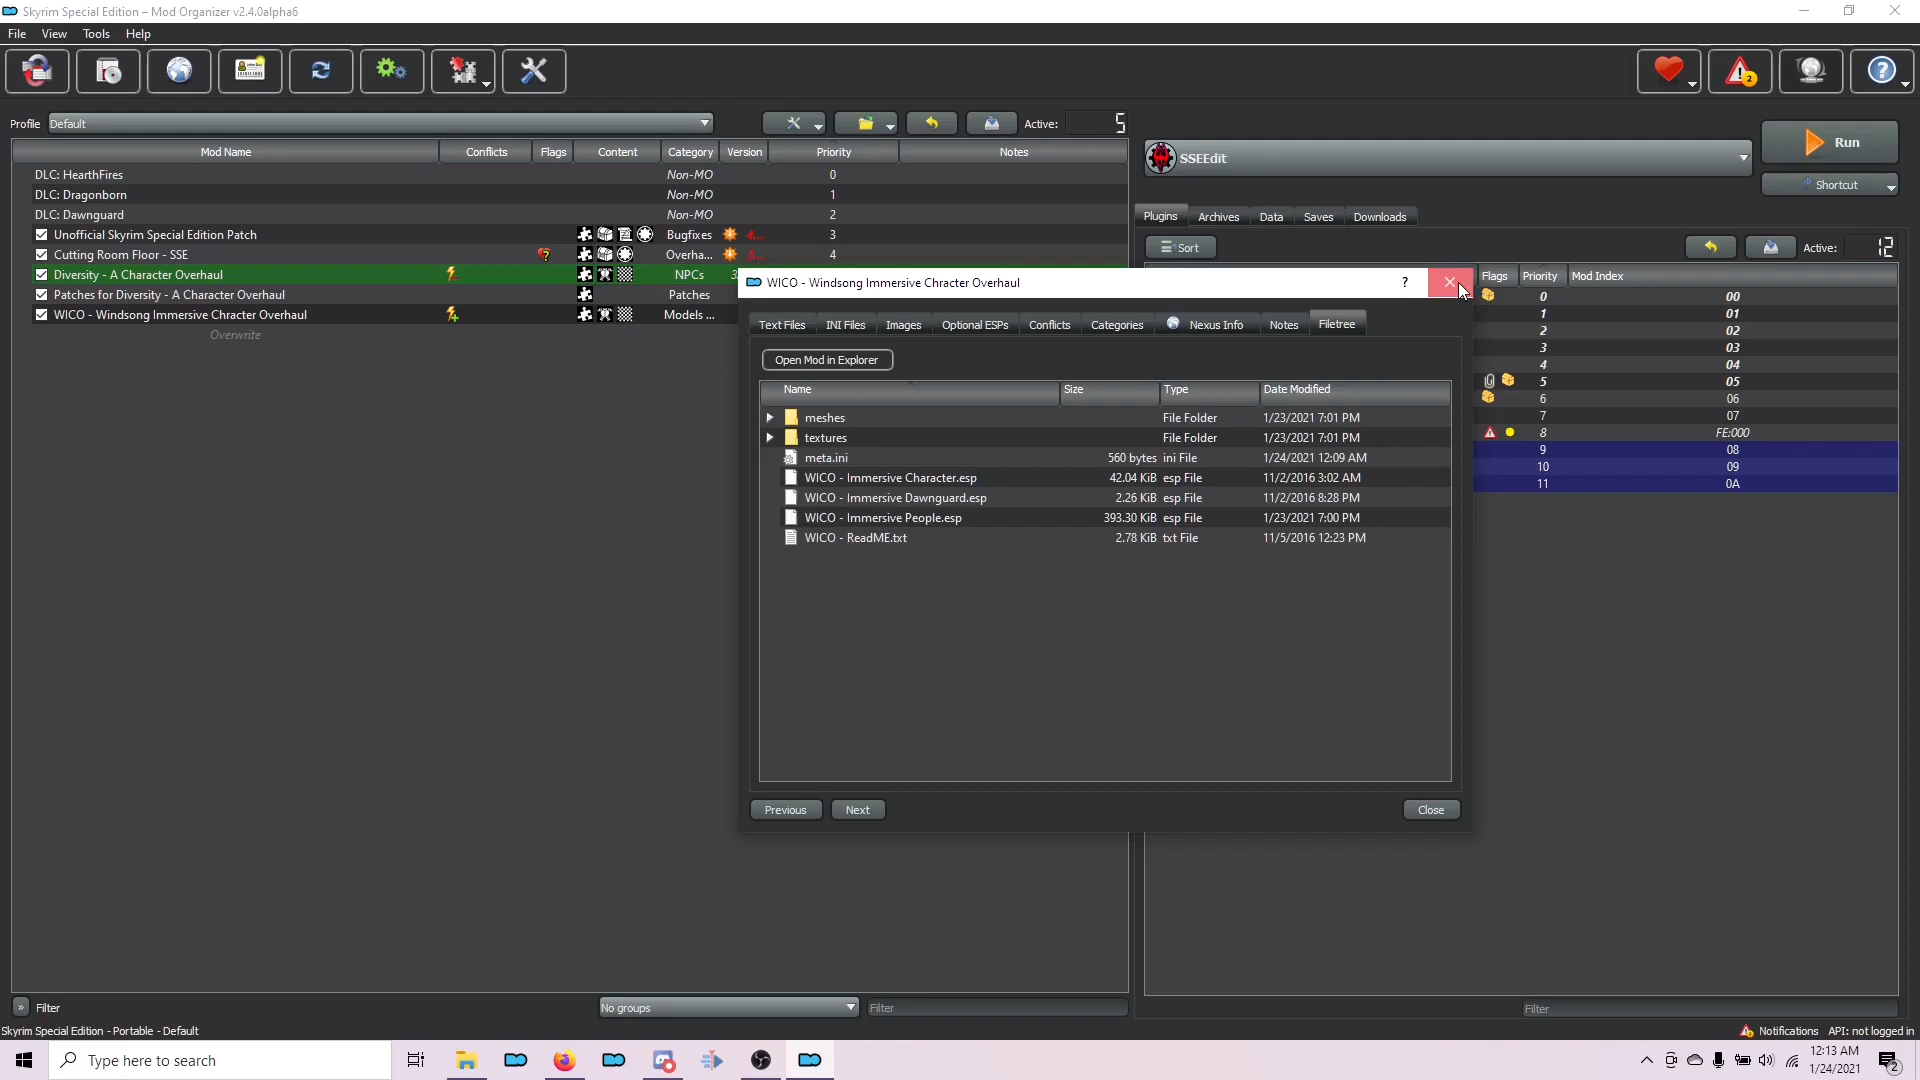 Skyrim Special Edition – Mod Organizer v2.4.0alpha6
File View Tools Help
Profile Default Active: 5
Mod Name Conflicts Flags Content Category Version Priority Notes
DLC: HearthFires Non-MO 0
DLC: Dragonborn Non-MO 1
DLC: Dawnguard Non-MO 2
Unofficial Skyrim Special Edition Patch Bugfixes 4... 3
Cutting Room Floor - SSE Overha... 4
Diversity - A Character Overhaul NPCs
Patches for Diversity - A Character Overhaul Patches
WICO - Windsong Immersive Chracter Overhaul Models ...
Overwrite
SSEEdit
Run
Shortcut
Plugins Archives Data Saves Downloads
Sort Active: 12
Flags Priority Mod Index
0 00
1 01
2 02
3 03
4 04
5 05
6 06
7 07
8 FE:000
9 08
10 09
11 0A
WICO - Windsong Immersive Chracter Overhaul ?
Text Files INI Files Images Optional ESPs Conflicts Categories Nexus Info Notes Filetree
Open Mod in Explorer
Name Size Type Date Modified
meshes File Folder 1/23/2021 7:01 PM
textures File Folder 1/23/2021 7:01 PM
meta.ini 560 bytes ini File 1/24/2021 12:09 AM
WICO - Immersive Character.esp 42.04 KiB esp File 11/2/2016 3:02 AM
WICO - Immersive Dawnguard.esp 2.26 KiB esp File 11/2/2016 8:28 PM
WICO - Immersive People.esp 393.30 KiB esp File 1/23/2021 7:00 PM
WICO - ReadME.txt 2.78 KiB txt File 11/5/2016 12:23 PM
Previous Next Close
» Filter No groups Filter Filter
Skyrim Special Edition - Portable - Default Notifications API: not logged in
Type here to search 12:13 AM
1/24/2021 2